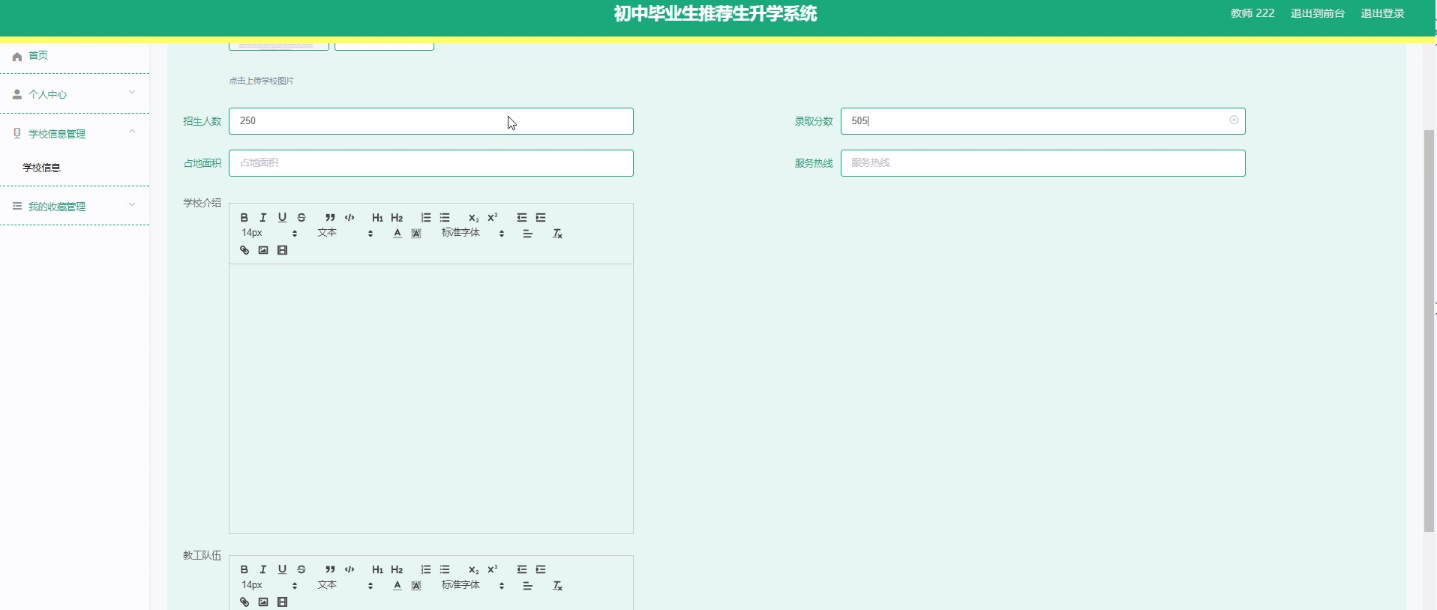 初中毕业生推荐生升学系统
教师 222 退出到前台 退出登录
首页
个人中心
学校信息管理
学校信息
我的收藏管理
点击上传学校图片
招生人数 250
录取分数 505
占地面积 占地面积
服务热线 服务热线
学校介绍
B I U S H1 H2 X₂ X²
14px 文本 A A 标准字体 Tx
教工队伍
B I U S H1 H2 X₂ X²
14px 文本 A A 标准字体 Tx